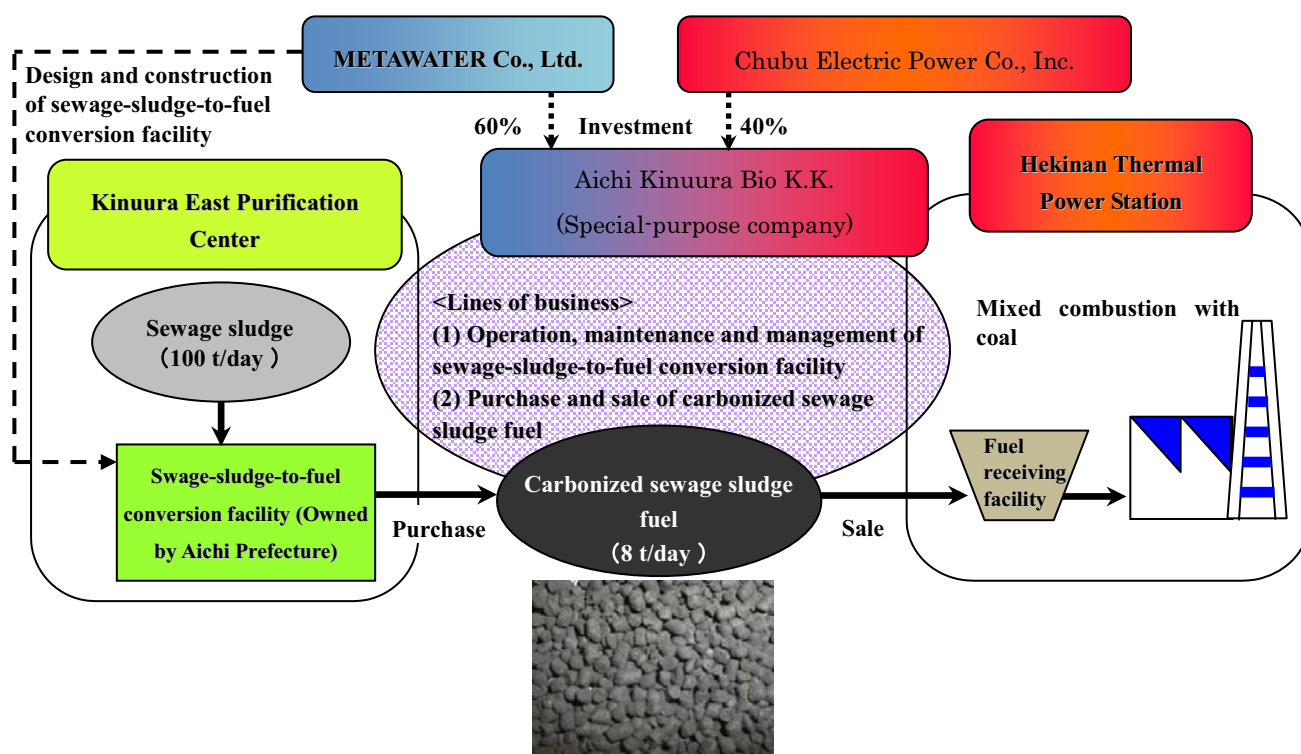 METAWATER Co., Ltd.
Chubu Electric Power Co., Inc.
Design and construction
of sewage-sludge-to-fuel
conversion facility
60%
Investment
40%
Aichi Kinuura Bio K.K.
(Special-purpose company)
Hekinan Thermal
Power Station
Kinuura East Purification
Center
Sewage sludge
（100 t/day ）
<Lines of business>
(1) Operation, maintenance and management of
sewage-sludge-to-fuel conversion facility
(2) Purchase and sale of carbonized sewage
sludge fuel
Mixed combustion with
coal
Swage-sludge-to-fuel
conversion facility (Owned
by Aichi Prefecture)
Purchase
Carbonized sewage sludge
fuel
（8 t/day ）
Sale
Fuel
receiving
facility